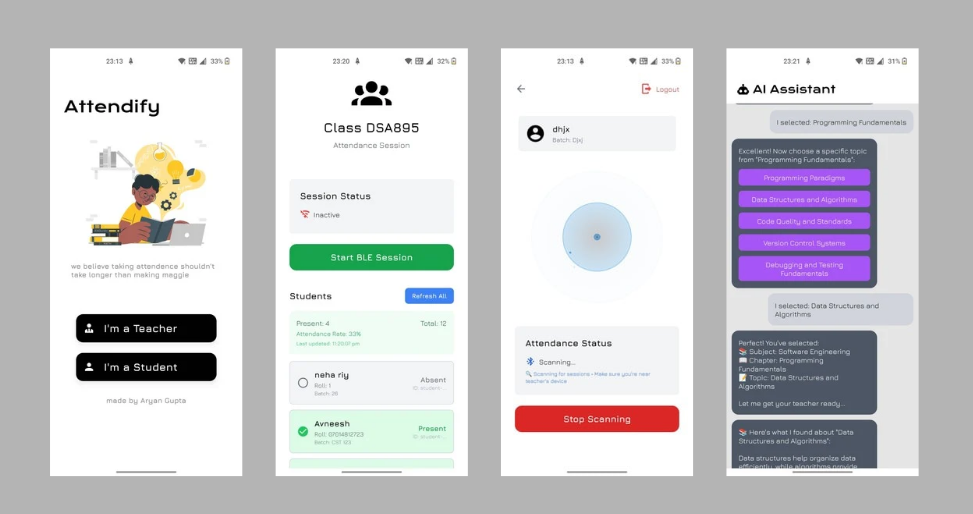 23:13 33%
Attendify
we believe taking attendence shouldn't
take longer than making maggie
I'm a Teacher
I'm a Student
made by Aryan Gupta
23:20 32%
Class DSA895
Attendance Session
Session Status
Inactive
Start BLE Session
Students
Refresh All
Present: 4
Total: 12
Attendance Rate: 33%
Last updated: 11:20:07 pm
neha riy
Roll: 1
Absent
ID: student-...
Avneesh
Roll: 07014812723
Batch: CST 123
Present
ID: student-...
23:13 33%
Logout
dhjx
Batch: Djxj
Attendance Status
Scanning...
Scanning for sessions - Make sure you're near
teacher's device
Stop Scanning
23:21 31%
AI Assistant
I selected: Programming Fundamentals
Excellent! Now choose a specific topic
from "Programming Fundamentals":
Programming Paradigms
Data Structures and Algorithms
Code Quality and Standards
Version Control Systems
Debugging and Testing
Fundamentals
I selected: Data Structures and
Algorithms
Perfect! You've selected:
📚 Subject: Software Engineering
📖 Chapter: Programming
Fundamentals
📝 Topic: Data Structures and
Algorithms
Let me get your teacher ready...
📚 Here's what I found about "Data
Structures and Algorithms":
Data structures help organize data
efficiently, while algorithms provide